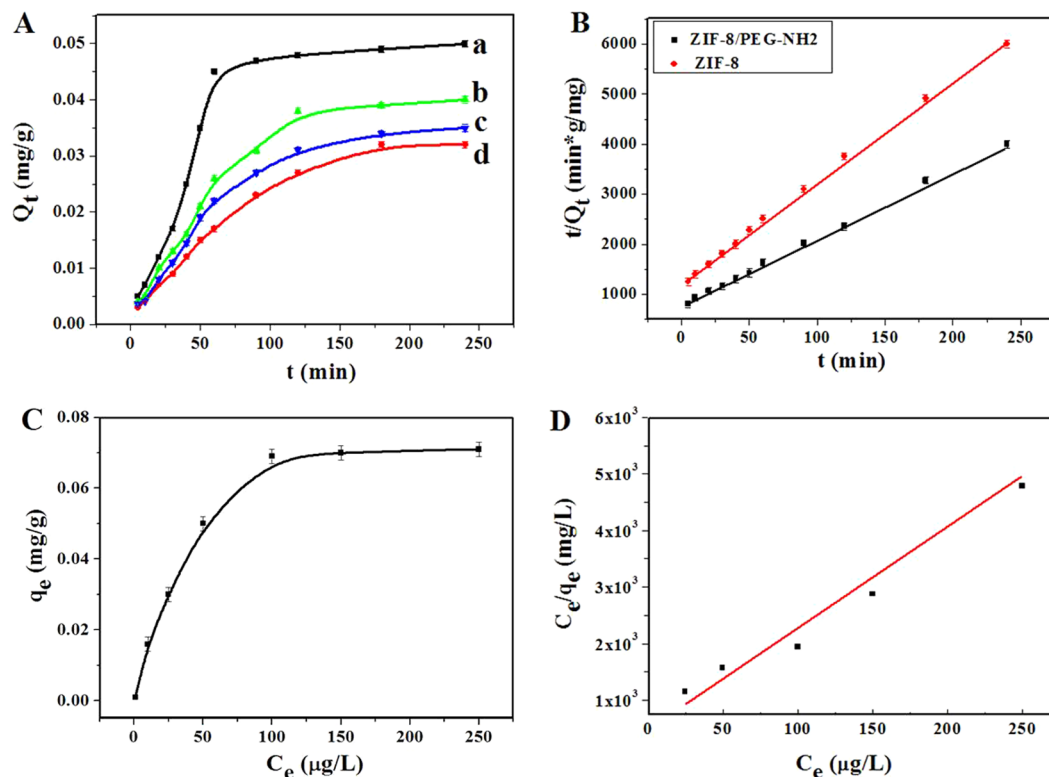 A
0.05
0.04
0.03
0.02
0.01
0.00
Qt (mg/g)
a
b
c
d
0
50
100
150
200
250
t (min)
B
ZIF-8/PEG-NH2
ZIF-8
6000
5000
4000
3000
2000
1000
t/Qt (min*g/mg)
0
50
100
150
200
250
t (min)
C
0.08
0.06
0.04
0.02
0.00
qe (mg/g)
0
50
100
150
200
250
Ce (μg/L)
D
6x10³
5x10³
4x10³
3x10³
2x10³
1x10³
Ce/qe (mg/L)
0
50
100
150
200
250
Ce (μg/L)